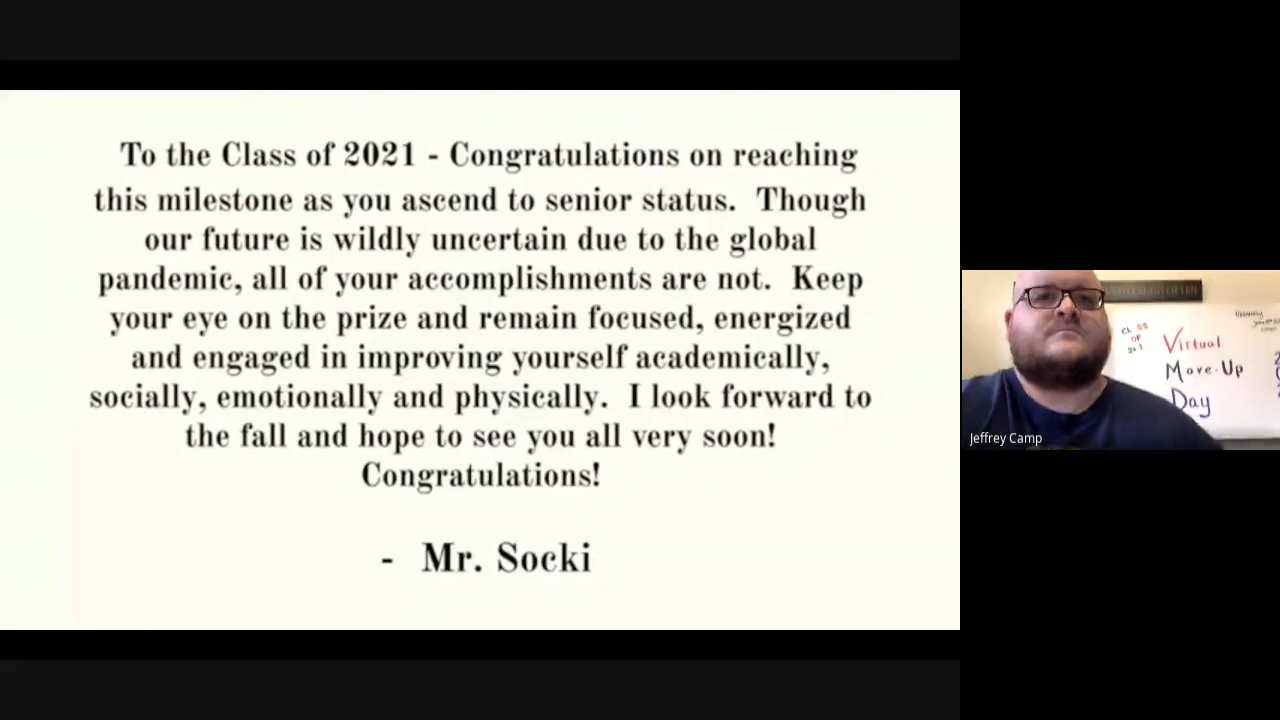 To the Class of 2021 - Congratulations on reaching
this milestone as you ascend to senior status.  Though
our future is wildly uncertain due to the global
pandemic, all of your accomplishments are not.  Keep
your eye on the prize and remain focused, energized
and engaged in improving yourself academically,
socially, emotionally and physically.  I look forward to
the fall and hope to see you all very soon!
Congratulations!
-  Mr. Socki
Virtual
Move-Up
Day
Jeffrey Camp